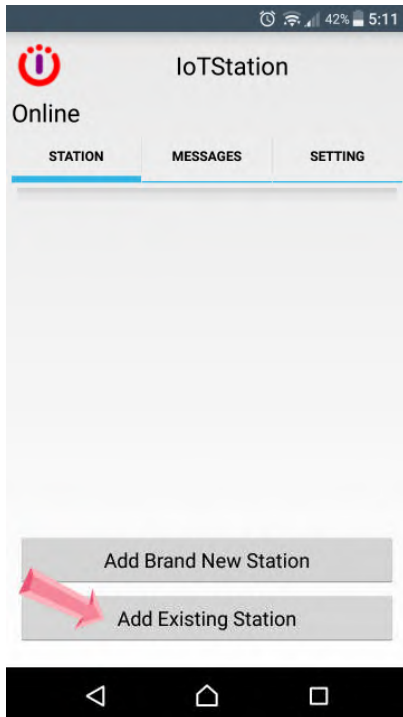 42% 5:11
IoTStation
Online
STATION MESSAGES SETTING
Add Brand New Station
Add Existing Station